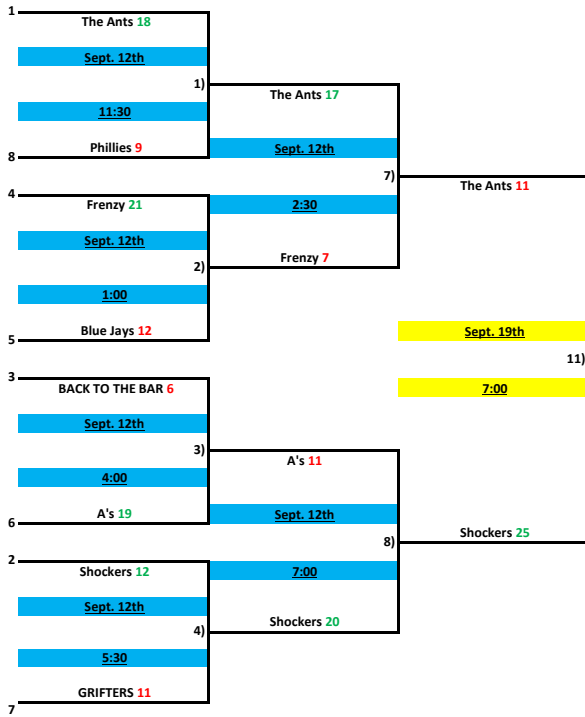 1
The Ants 18
Sept. 12th
1)
11:30
The Ants 17
Phillies 9
8
Sept. 12th
7)
4
Frenzy 21
2:30
The Ants 11
Sept. 12th
2)
Frenzy 7
1:00
Blue Jays 12
5
Sept. 19th
11)
3
BACK TO THE BAR 6
7:00
Sept. 12th
3)
A's 11
4:00
A's 19
6
Sept. 12th
8)
Shockers 25
2
Shockers 12
7:00
Sept. 12th
4)
Shockers 20
5:30
GRIFTERS 11
7